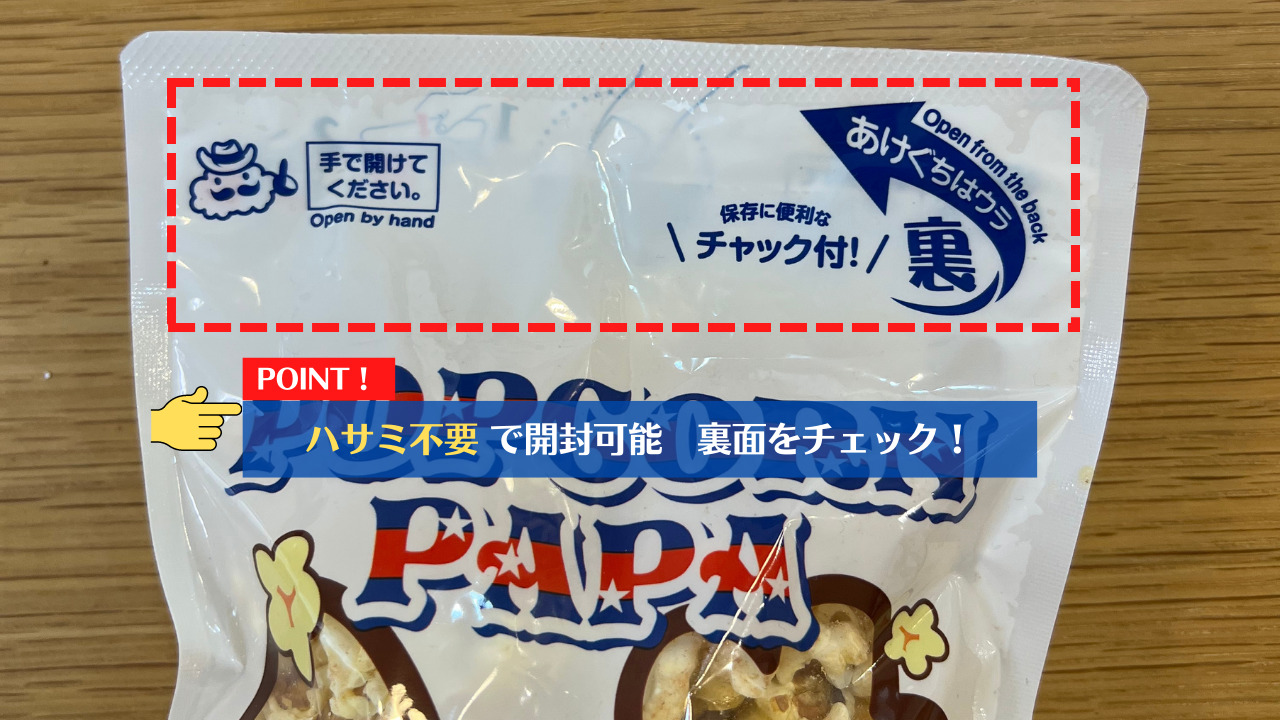 手で開けて
ください。
Open by hand
Open from the back
あけぐちはウラ
裏
保存に便利な
チャック付!
POINT！
ハサミ不要 で開封可能　裏面をチェック！
POPCORN
PAPA